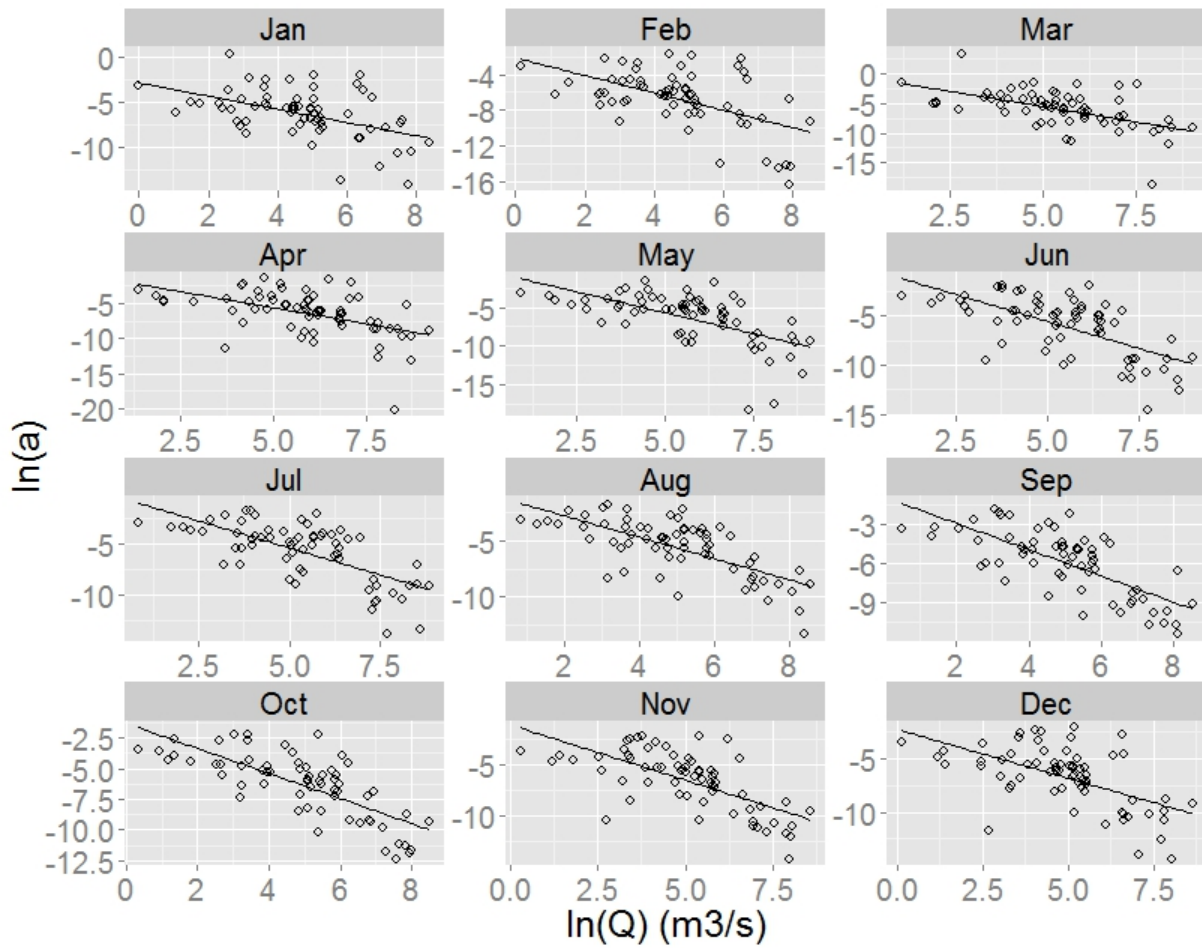 Jan Feb Mar
0 -5 -10
-4 -8 -12 -16
0 -5 -10 -15
0 2 4 6 8
0 2 4 6 8
2.5 5.0 7.5
Apr May Jun
-5 -10 -15 -20
-5 -10 -15
-5 -10 -15
2.5 5.0 7.5
2.5 5.0 7.5
2.5 5.0 7.5
ln(a)
Jul Aug Sep
-5 -10
-5 -10
-3 -6 -9
2.5 5.0 7.5
2 4 6 8
2 4 6 8
Oct Nov Dec
-2.5 -5.0 -7.5 -10.0 -12.5
-5 -10
-5 -10
0 2 4 6 8
0.0 2.5 5.0 7.5
0.0 2.5 5.0 7.5
ln(Q) (m3/s)